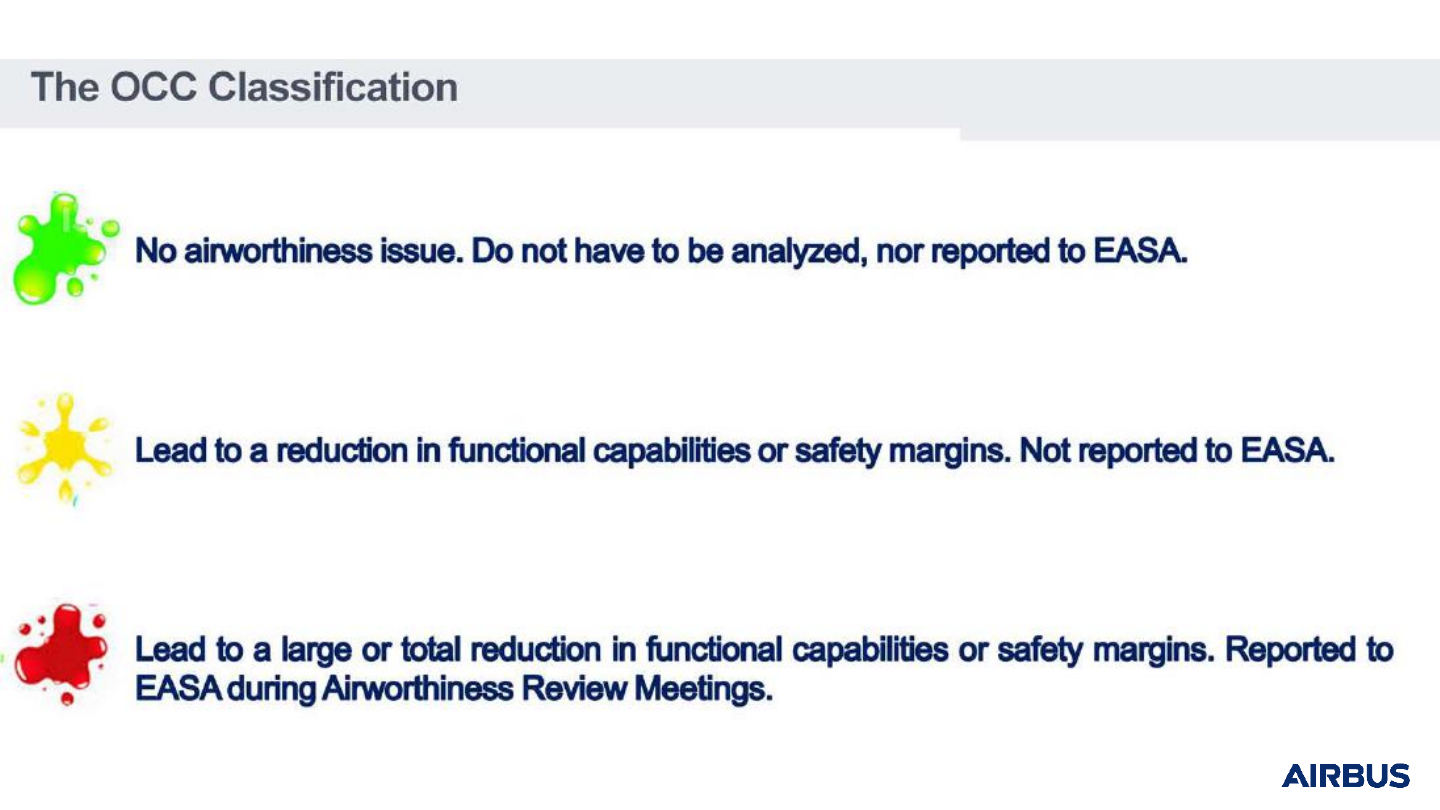 The OCC Classification
No airworthiness issue. Do not have to be analyzed, nor reported to EASA.
Lead to a reduction in functional capabilities or safety margins. Not reported to EASA.
Lead to a large or total reduction in functional capabilities or safety margins. Reported to
EASA during Airworthiness Review Meetings.
AIRBUS